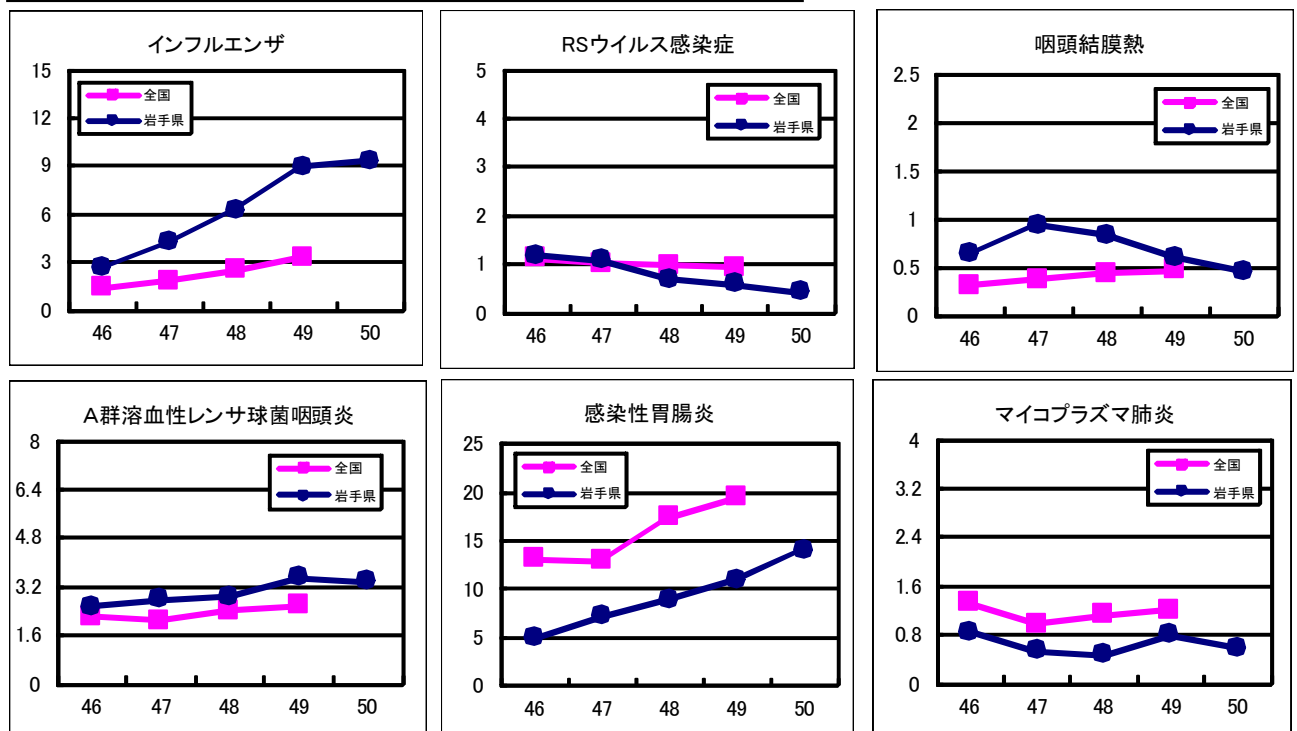 インフルエンザ
15
12
9
6
3
0
全国
岩手県
46 47 48 49 50
RSウイルス感染症
5
4
3
2
1
0
全国
岩手県
46 47 48 49 50
咽頭結膜熱
2.5
2
1.5
1
0.5
0
全国
岩手県
46 47 48 49 50
A群溶血性レンサ球菌咽頭炎
8
6.4
4.8
3.2
1.6
0
全国
岩手県
46 47 48 49 50
感染性胃腸炎
25
20
15
10
5
0
全国
岩手県
46 47 48 49 50
マイコプラズマ肺炎
4
3.2
2.4
1.6
0.8
0
全国
岩手県
46 47 48 49 50